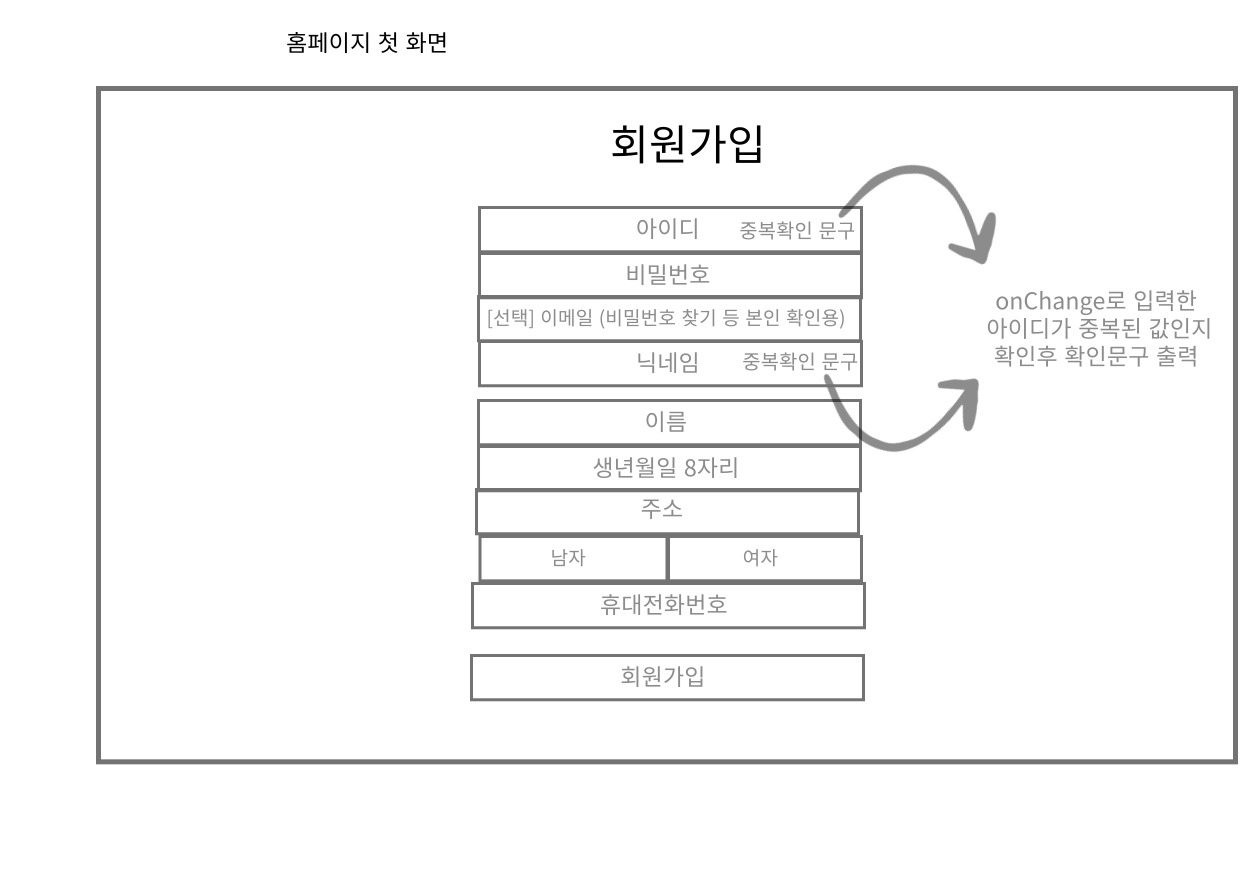 홈페이지 첫 화면
회원가입
아이디
중복확인 문구
비밀번호
[선택] 이메일 (비밀번호 찾기 등 본인 확인용)
닉네임
중복확인 문구
onChange로 입력한
아이디가 중복된 값인지
확인후 확인문구 출력
이름
생년월일 8자리
주소
남자
여자
휴대전화번호
회원가입